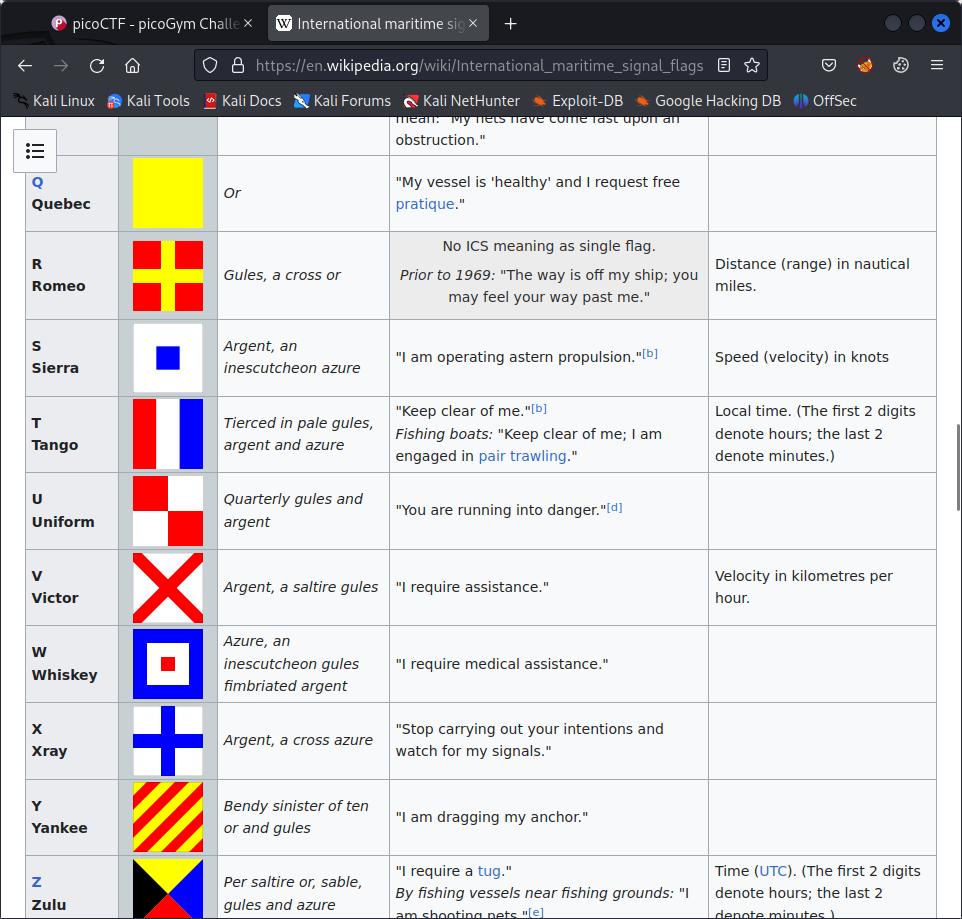 picoCTF - picoGym Challe
International maritime sig
https://en.wikipedia.org/wiki/International_maritime_signal_flags
Kali Linux Kali Tools Kali Docs Kali Forums Kali NetHunter Exploit-DB Google Hacking DB OffSec
mean: "My nets have come fast upon an
obstruction."
Q
Quebec
Or
"My vessel is 'healthy' and I request free
pratique."
R
Romeo
Gules, a cross or
No ICS meaning as single flag.
Prior to 1969: "The way is off my ship; you
may feel your way past me."
Distance (range) in nautical
miles.
S
Sierra
Argent, an
inescutcheon azure
"I am operating astern propulsion."[b]
Speed (velocity) in knots
T
Tango
Tierced in pale gules,
argent and azure
"Keep clear of me."[b]
Fishing boats: "Keep clear of me; I am
engaged in pair trawling."
Local time. (The first 2 digits
denote hours; the last 2
denote minutes.)
U
Uniform
Quarterly gules and
argent
"You are running into danger."[d]
V
Victor
Argent, a saltire gules
"I require assistance."
Velocity in kilometres per
hour.
W
Whiskey
Azure, an
inescutcheon gules
fimbriated argent
"I require medical assistance."
X
Xray
Argent, a cross azure
"Stop carrying out your intentions and
watch for my signals."
Y
Yankee
Bendy sinister of ten
or and gules
"I am dragging my anchor."
Z
Zulu
Per saltire or, sable,
gules and azure
"I require a tug."
By fishing vessels near fishing grounds: "I
am shooting nets."[e]
Time (UTC). (The first 2 digits
denote hours; the last 2
denote minutes.)